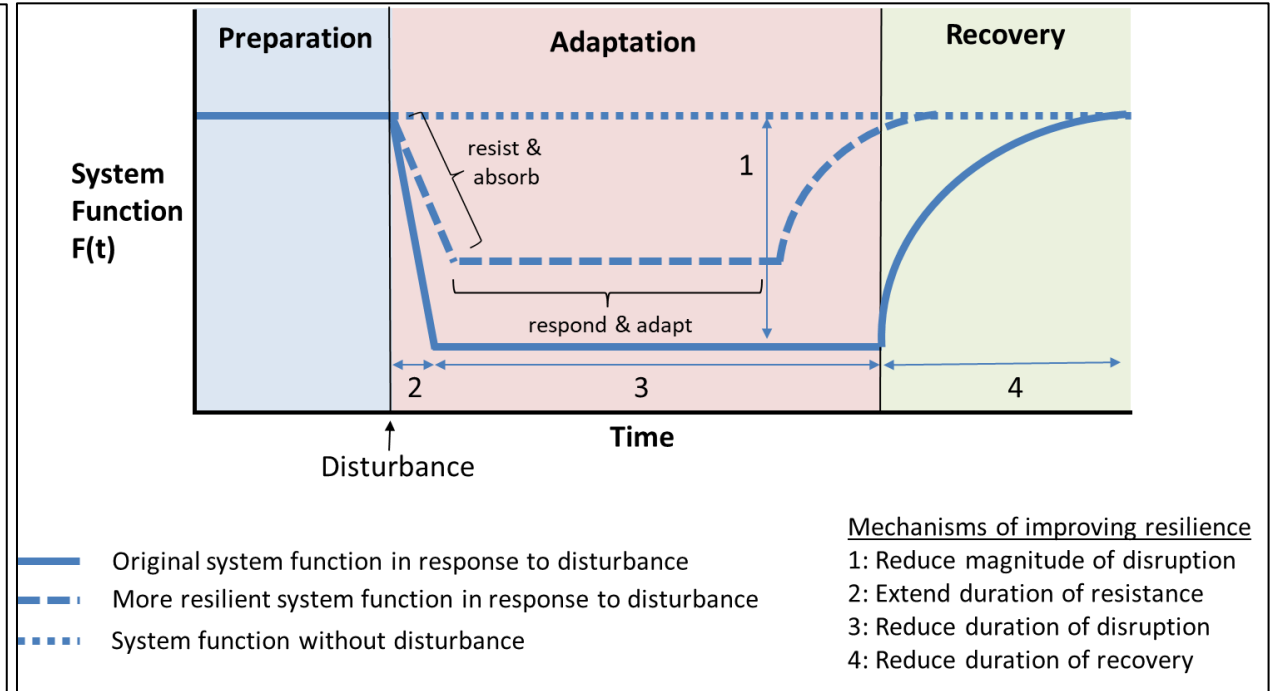 Preparation
Adaptation
Recovery
System
Function
F(t)
resist &
absorb
1
respond & adapt
2
3
4
Time
Disturbance
Original system function in response to disturbance
More resilient system function in response to disturbance
System function without disturbance
Mechanisms of improving resilience
1: Reduce magnitude of disruption
2: Extend duration of resistance
3: Reduce duration of disruption
4: Reduce duration of recovery